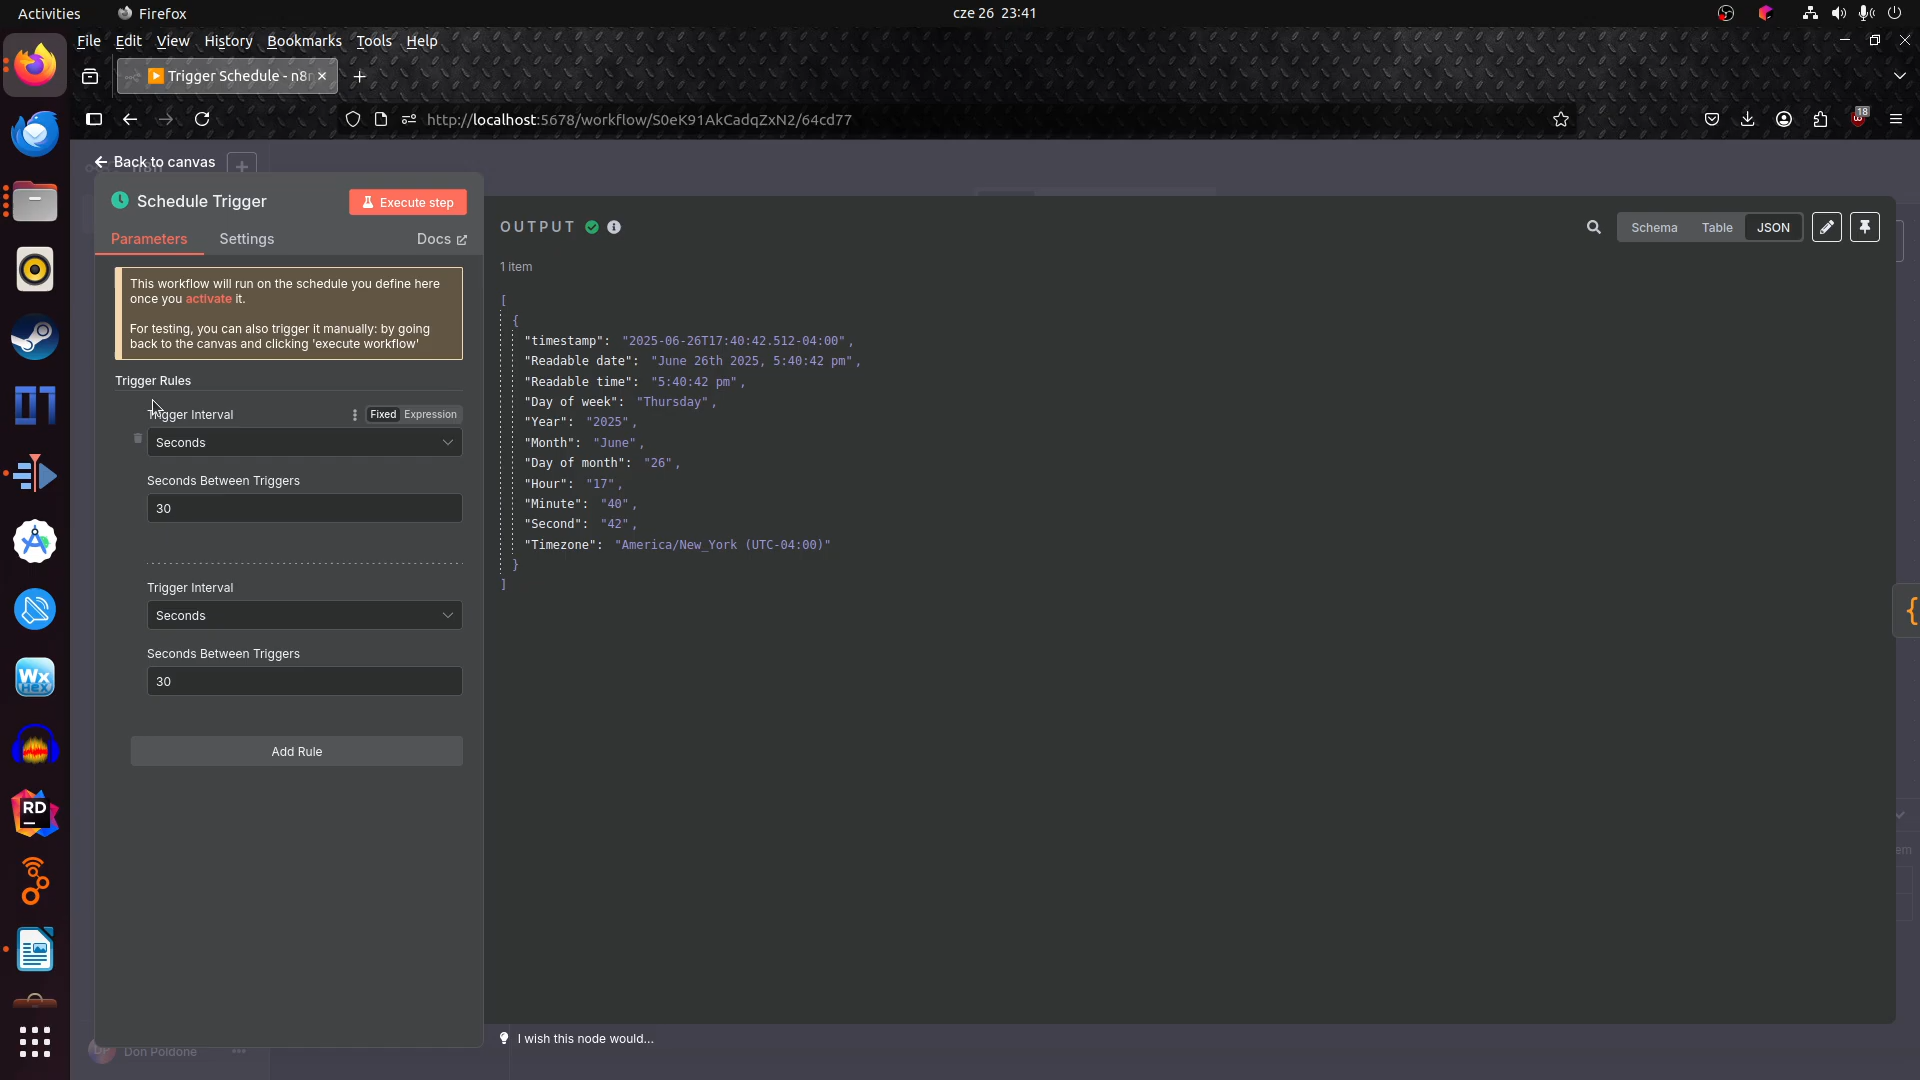 Activities
Firefox
cze 26 23:41
File Edit View History Bookmarks Tools Help
Trigger Schedule - n8n
http://localhost:5678/workflow/S0eK91AkCadqZxN2/64cd77
18
Back to canvas
Schedule Trigger
Execute step
Parameters
Settings
Docs
This workflow will run on the schedule you define here
once you activate it.
For testing, you can also trigger it manually: by going
back to the canvas and clicking 'execute workflow'
Trigger Rules
Trigger Interval
Fixed Expression
Seconds
Seconds Between Triggers
30
Trigger Interval
Seconds
Seconds Between Triggers
30
Add Rule
OUTPUT
Schema Table JSON
1 item
[
{
"timestamp": "2025-06-26T17:40:42.512-04:00",
"Readable date": "June 26th 2025, 5:40:42 pm",
"Readable time": "5:40:42 pm",
"Day of week": "Thursday",
"Year": "2025",
"Month": "June",
"Day of month": "26",
"Hour": "17",
"Minute": "40",
"Second": "42",
"Timezone": "America/New_York (UTC-04:00)"
}
]
{
I wish this node would...
Don Poldone
RD
WX
HEX